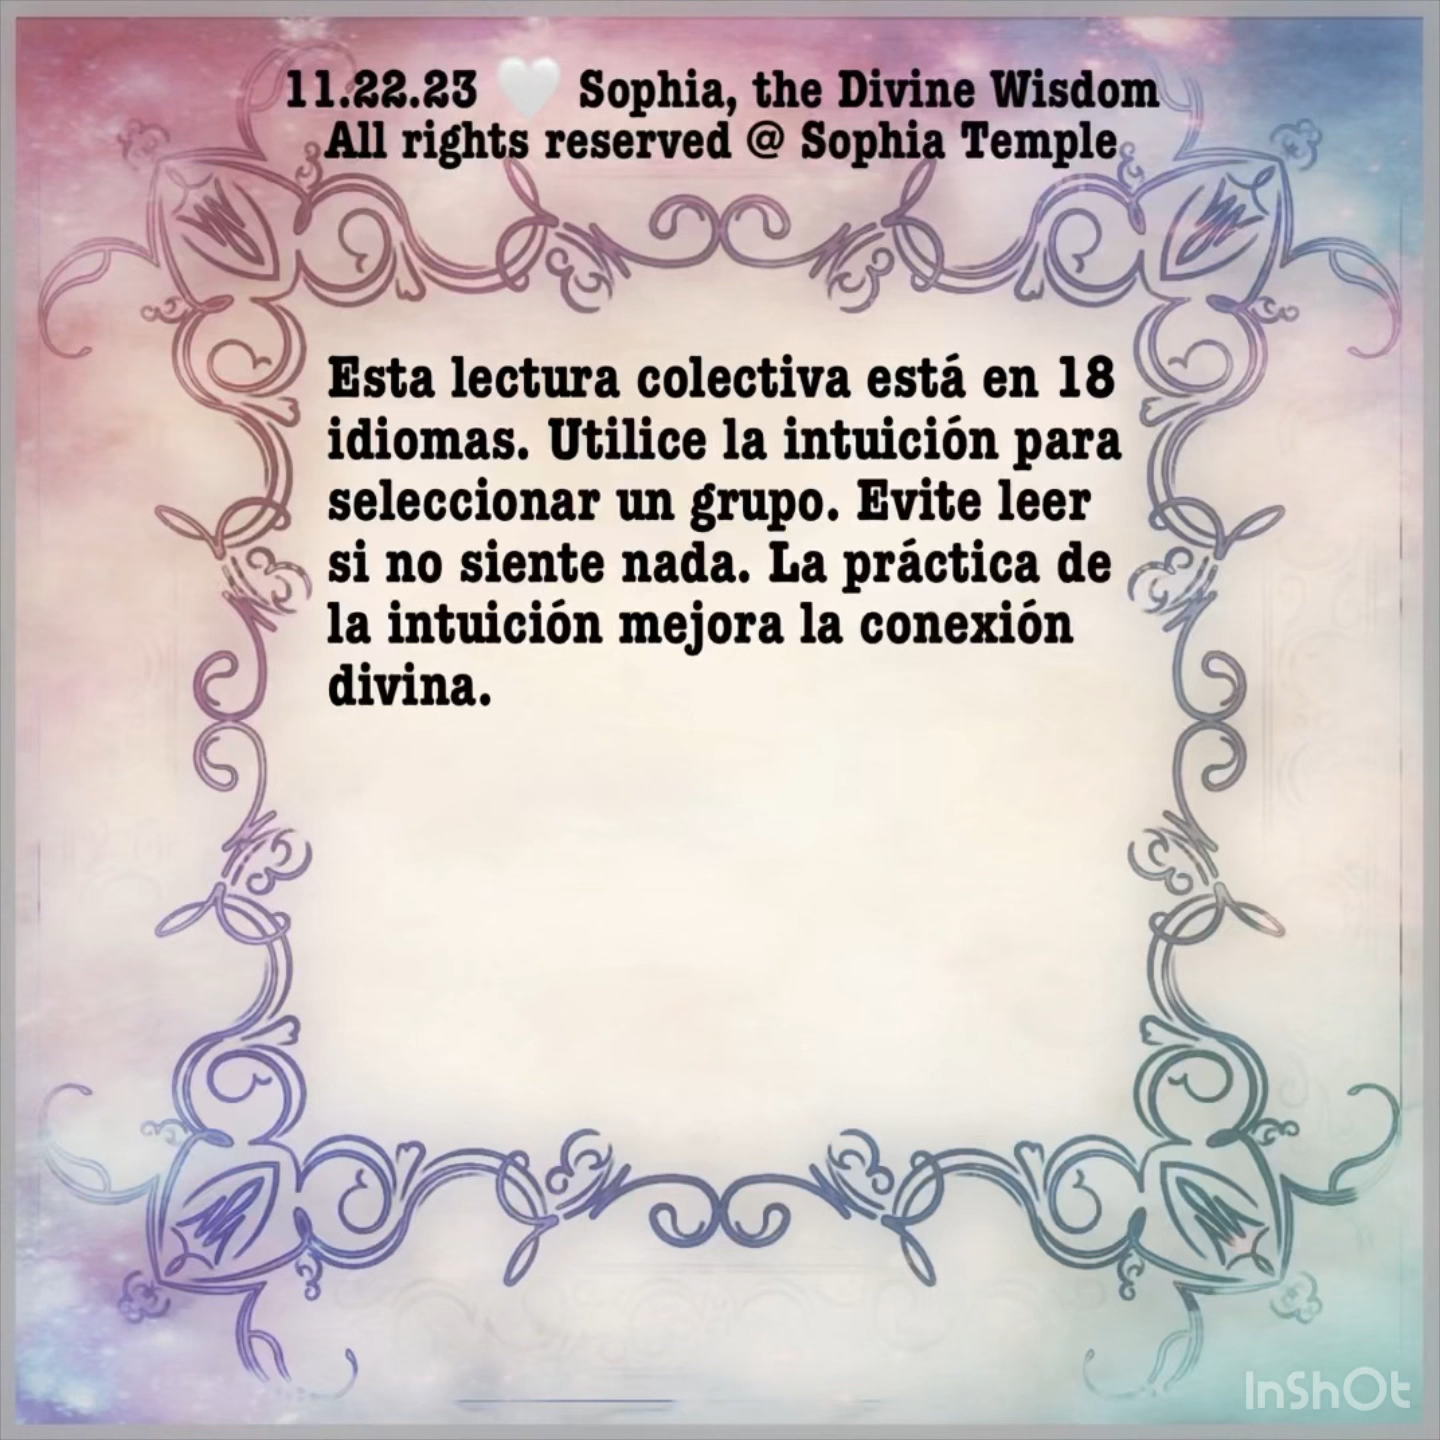 11.22.23 🤍 Sophia, the Divine Wisdom
All rights reserved @ Sophia Temple
Esta lectura colectiva está en 18
idiomas. Utilice la intuición para
seleccionar un grupo. Evite leer
si no siente nada. La práctica de
la intuición mejora la conexión
divina.
InShOt